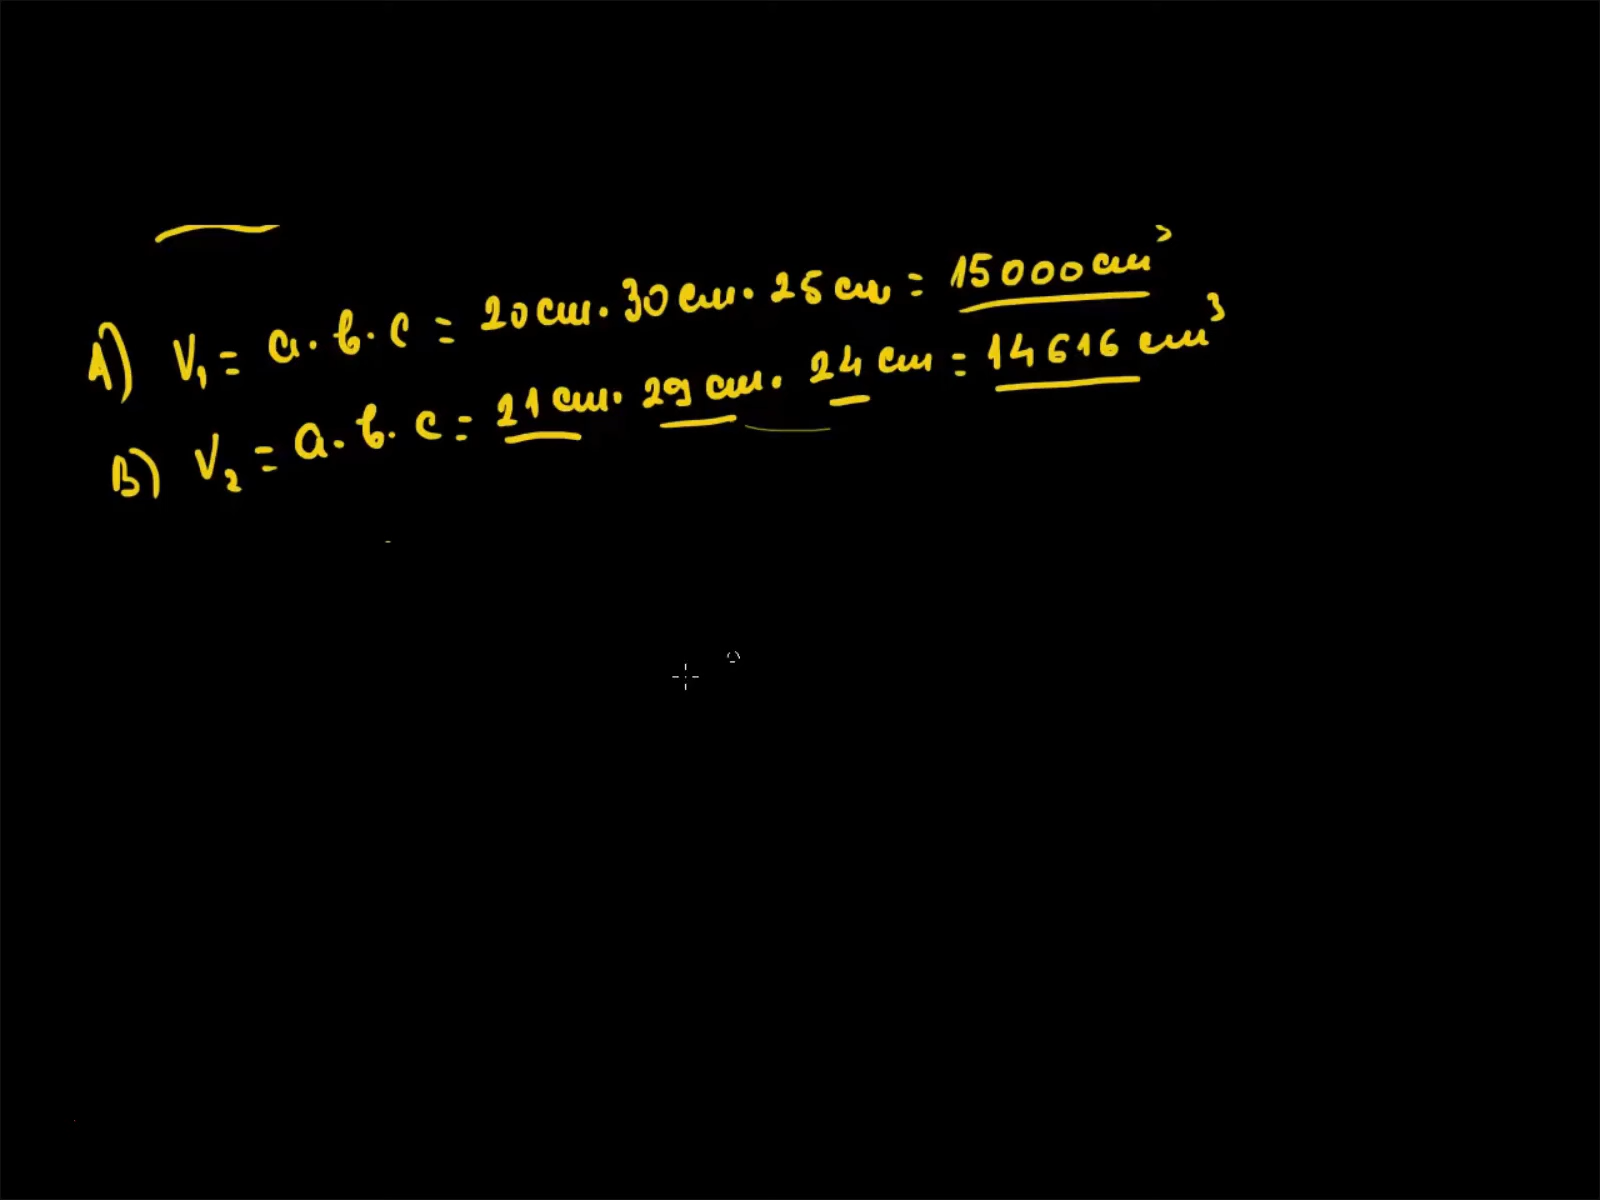 A) V₁ = a · b · c = 20 cm · 30 cm · 25 cm = 15000 cm³
B) V₂ = a · b · c = 21 cm · 29 cm · 24 cm = 14616 cm³